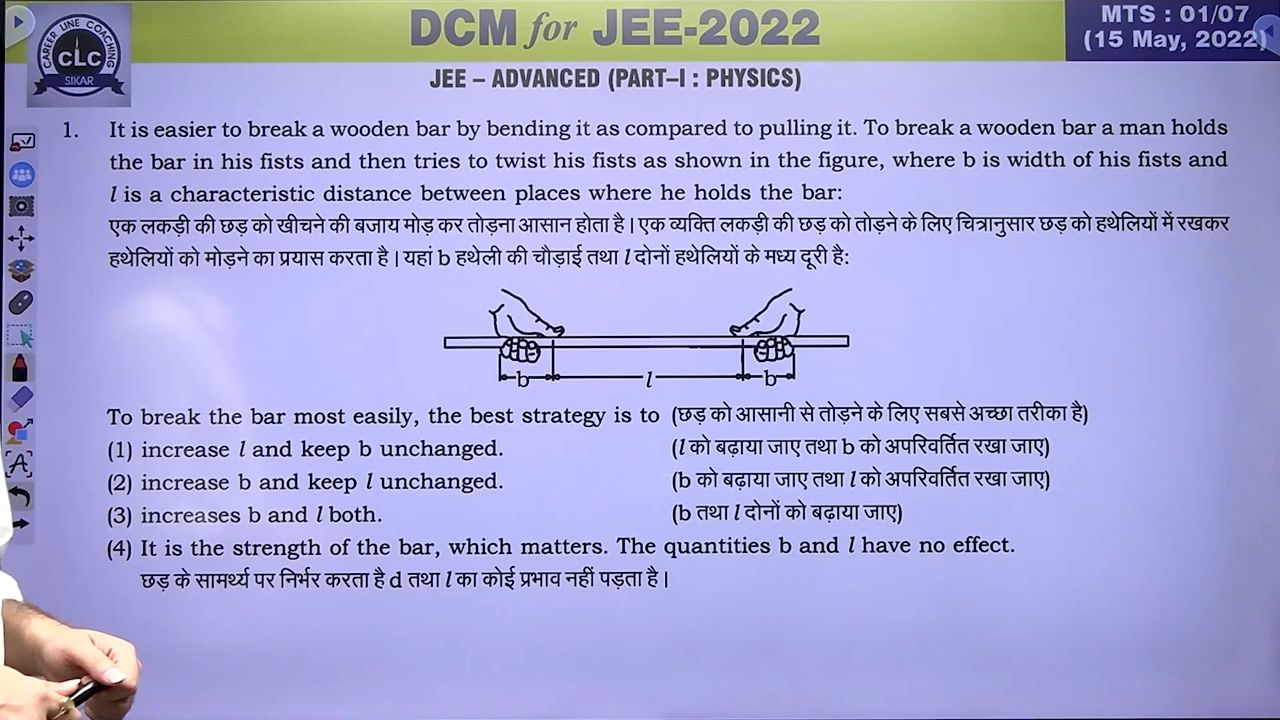 CAREER LINE COACHING
CLC
SIKAR
DCM for JEE-2022
MTS : 01/07
(15 May, 2022)
JEE – ADVANCED (PART–I : PHYSICS)
1. It is easier to break a wooden bar by bending it as compared to pulling it. To break a wooden bar a man holds
the bar in his fists and then tries to twist his fists as shown in the figure, where b is width of his fists and
l is a characteristic distance between places where he holds the bar:
एक लकड़ी की छड़ को खीचने की बजाय मोड़ कर तोड़ना आसान होता है। एक व्यक्ति लकड़ी की छड़ को तोड़ने के लिए चित्रानुसार छड़ को हथेलियों में रखकर
हथेलियों को मोड़ने का प्रयास करता है। यहां b हथेली की चौड़ाई तथा l दोनों हथेलियों के मध्य दूरी है:
b l b
To break the bar most easily, the best strategy is to (छड़ को आसानी से तोड़ने के लिए सबसे अच्छा तरीका है)
(1) increase l and keep b unchanged. (l को बढ़ाया जाए तथा b को अपरिवर्तित रखा जाए)
(2) increase b and keep l unchanged. (b को बढ़ाया जाए तथा l को अपरिवर्तित रखा जाए)
(3) increases b and l both. (b तथा l दोनों को बढ़ाया जाए)
(4) It is the strength of the bar, which matters. The quantities b and l have no effect.
छड़ के सामर्थ्य पर निर्भर करता है d तथा l का कोई प्रभाव नहीं पड़ता है।